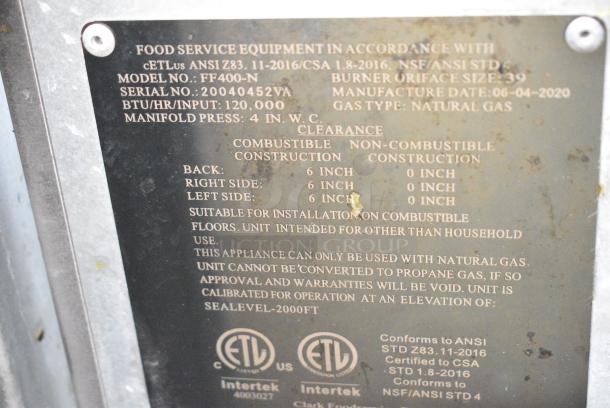 FOOD SERVICE EQUIPMENT IN ACCORDANCE WITH
cETLus ANSI Z83. 11-2016/CSA 1.8-2016, NSF/ANSI STD 4
MODEL NO.: FF400-N BURNER ORIFACE SIZE: 39
SERIAL NO.: 20040452VA MANUFACTURE DATE: 06-04-2020
BTU/HR/INPUT: 120,000 GAS TYPE: NATURAL GAS
MANIFOLD PRESS: 4 IN. W. C.
CLEARANCE
COMBUSTIBLE NON-COMBUSTIBLE
CONSTRUCTION CONSTRUCTION
BACK: 6 INCH 0 INCH
RIGHT SIDE: 6 INCH 0 INCH
LEFT SIDE: 6 INCH 0 INCH
SUITABLE FOR INSTALLATION ON COMBUSTIBLE
FLOORS. UNIT INTENDED FOR OTHER THAN HOUSEHOLD
USE
THIS APPLIANCE CAN ONLY BE USED WITH NATURAL GAS.
UNIT CANNOT BE CONVERTED TO PROPANE GAS, IF SO
APPROVAL AND WARRANTIES WILL BE VOID. UNIT IS
CALIBRATED FOR OPERATION AT AN ELEVATION OF:
SEALEVEL-2000FT
C ETL US ETL
Intertek Intertek
4003027
Conforms to ANSI
STD Z83.11-2016
Certified to CSA
STD 1.8-2016
Conforms to
NSF/ANSI STD 4
AUCTION GROUP